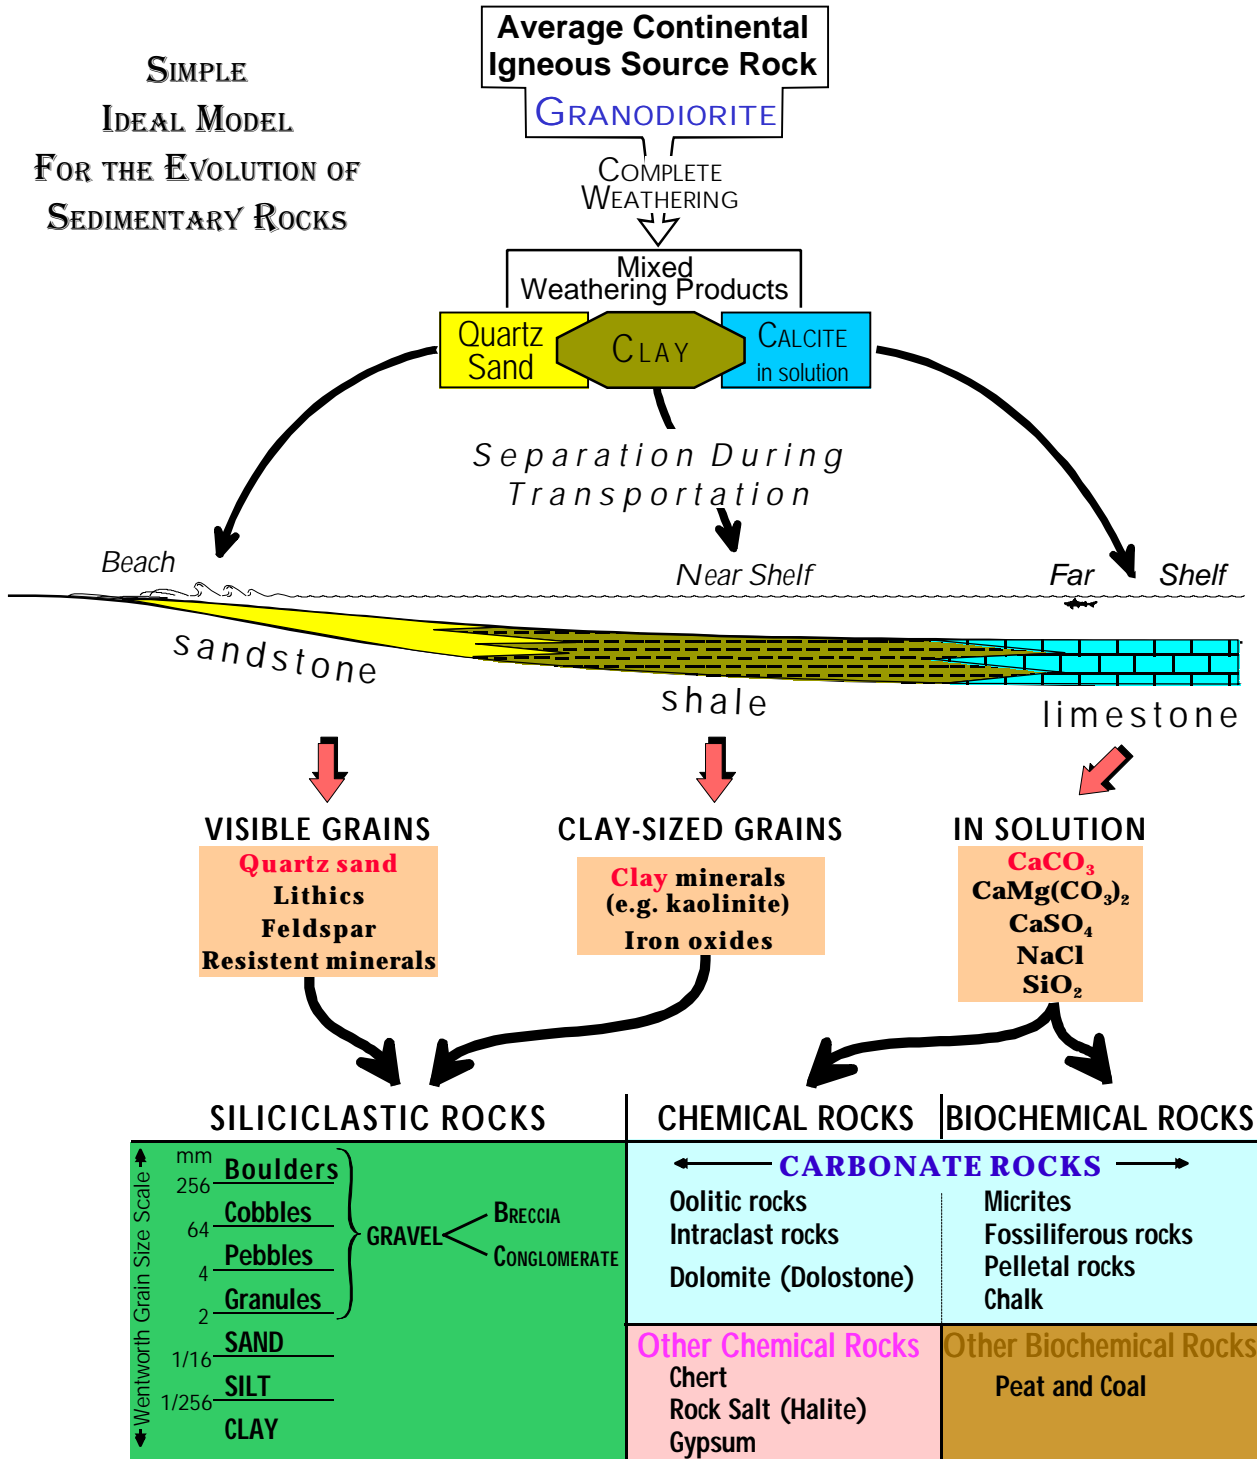 Average Continental
Igneous Source Rock
GRANODIORITE
SIMPLE
IDEAL MODEL
FOR THE EVOLUTION OF
SEDIMENTARY ROCKS
COMPLETE
WEATHERING
Mixed
Weathering Products
Quartz
Sand
CLAY
CALCITE
in solution
Separation During
Transportation
Beach
Near Shelf
Far Shelf
sandstone
shale
limestone
VISIBLE GRAINS
Quartz sand
Lithics
Feldspar
Resistent minerals
CLAY-SIZED GRAINS
Clay minerals
(e.g. kaolinite)
Iron oxides
IN SOLUTION
CaCO₃
CaMg(CO₃)₂
CaSO₄
NaCl
SiO₂
SILICICLASTIC ROCKS
Wentworth Grain Size Scale
mm
Boulders
256
Cobbles
64
Pebbles
4
Granules
2
SAND
1/16
SILT
1/256
CLAY
GRAVEL
BRECCIA
CONGLOMERATE
CHEMICAL ROCKS
BIOCHEMICAL ROCKS
CARBONATE ROCKS
Oolitic rocks
Intraclast rocks
Dolomite (Dolostone)
Micrites
Fossiliferous rocks
Pelletal rocks
Chalk
Other Chemical Rocks
Chert
Rock Salt (Halite)
Gypsum
Other Biochemical Rocks
Peat and Coal